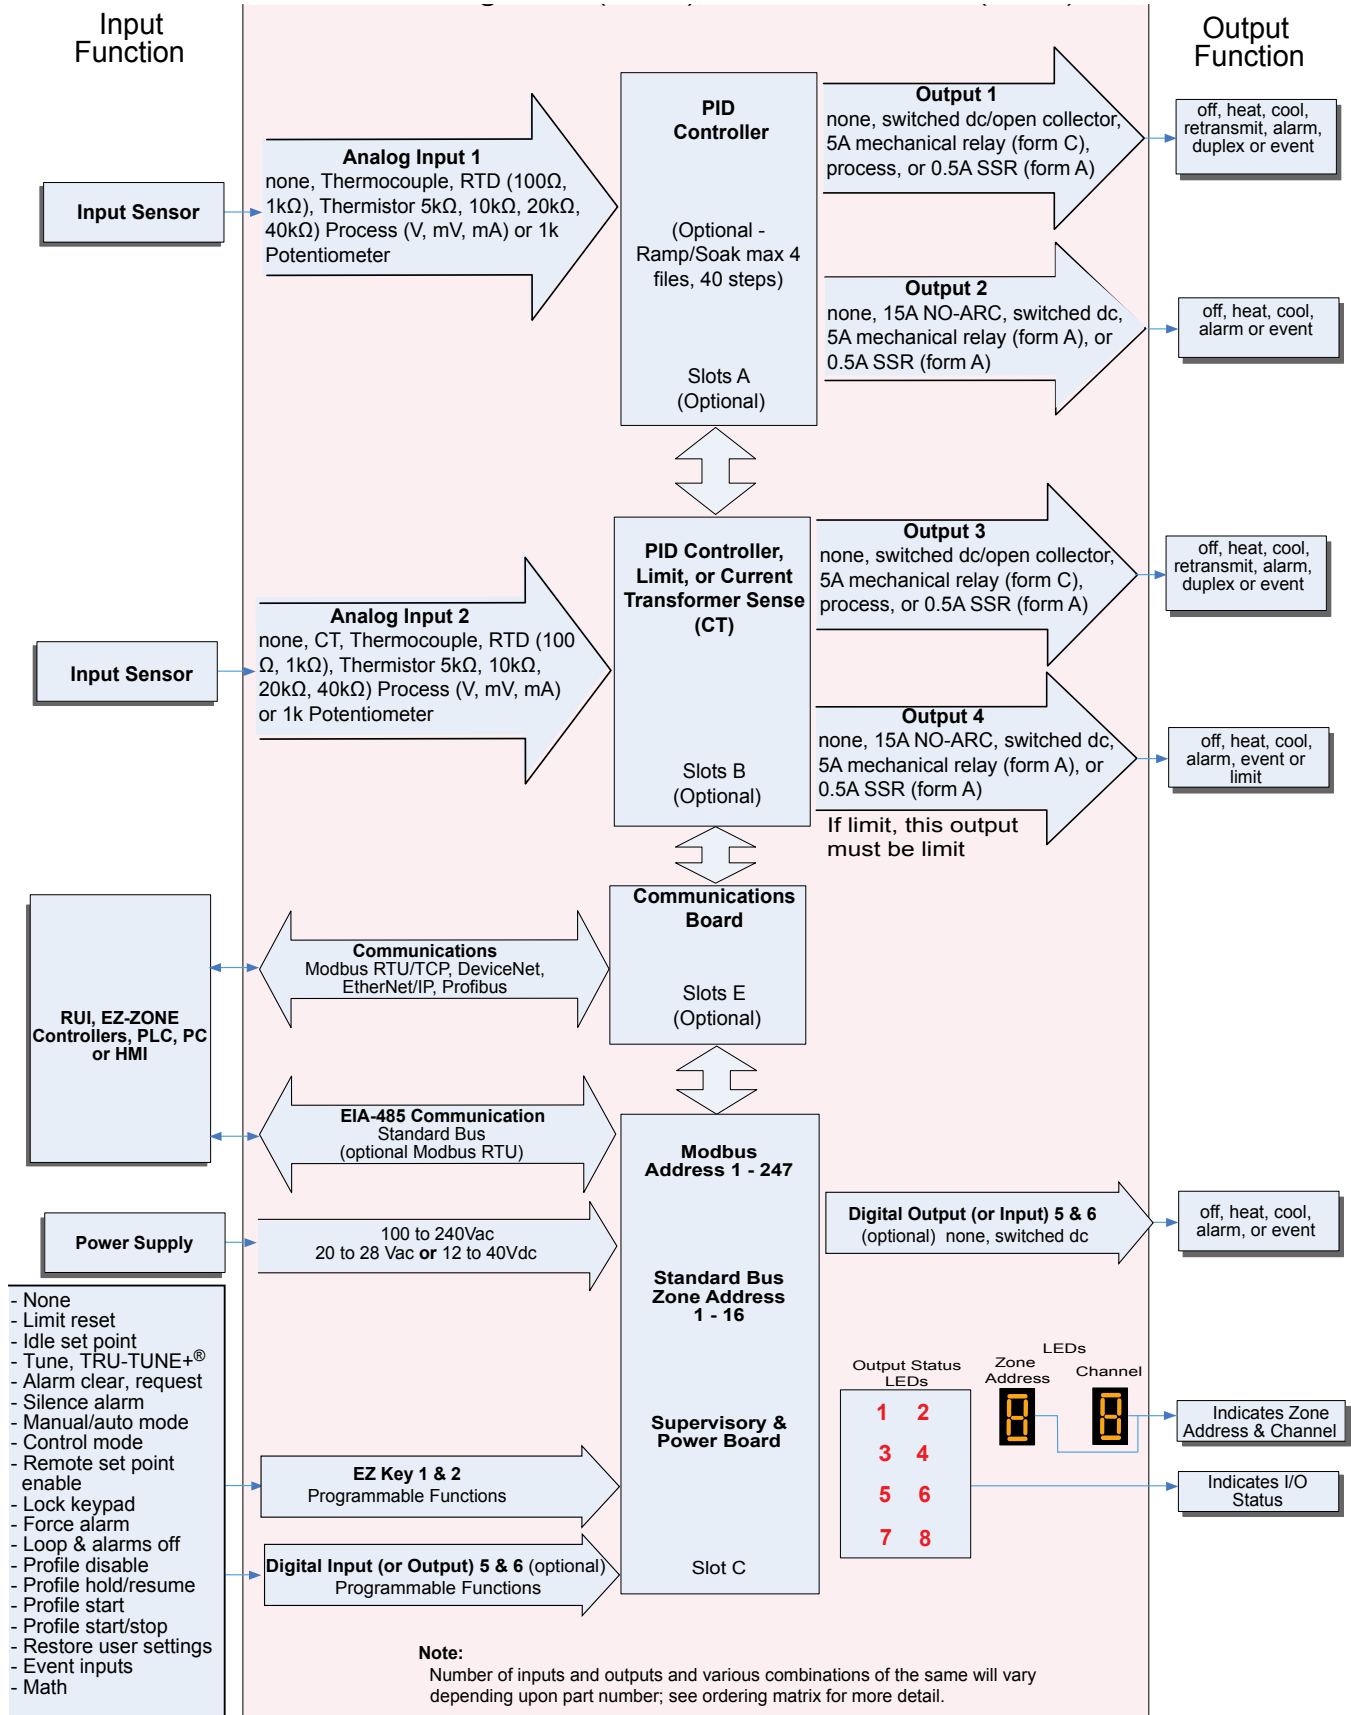 Input
Function
Output
Function
Input Sensor
Analog Input 1
none, Thermocouple, RTD (100Ω,
1kΩ), Thermistor 5kΩ, 10kΩ, 20kΩ,
40kΩ) Process (V, mV, mA) or 1k
Potentiometer
PID
Controller
(Optional -
Ramp/Soak max 4
files, 40 steps)
Slots A
(Optional)
Output 1
none, switched dc/open collector,
5A mechanical relay (form C),
process, or 0.5A SSR (form A)
off, heat, cool,
retransmit, alarm,
duplex or event
Output 2
none, 15A NO-ARC, switched dc,
5A mechanical relay (form A), or
0.5A SSR (form A)
off, heat, cool,
alarm or event
Input Sensor
Analog Input 2
none, CT, Thermocouple, RTD (100
Ω, 1kΩ), Thermistor 5kΩ, 10kΩ,
20kΩ, 40kΩ) Process (V, mV, mA)
or 1k Potentiometer
PID Controller,
Limit, or Current
Transformer Sense
(CT)
Slots B
(Optional)
Output 3
none, switched dc/open collector,
5A mechanical relay (form C),
process, or 0.5A SSR (form A)
off, heat, cool,
retransmit, alarm,
duplex or event
Output 4
none, 15A NO-ARC, switched dc,
5A mechanical relay (form A), or
0.5A SSR (form A)
If limit, this output
must be limit
off, heat, cool,
alarm, event or
limit
RUI, EZ-ZONE
Controllers, PLC, PC
or HMI
Communications
Modbus RTU/TCP, DeviceNet,
EtherNet/IP, Profibus
Communications
Board
Slots E
(Optional)
EIA-485 Communication
Standard Bus
(optional Modbus RTU)
Modbus
Address 1 - 247
Standard Bus
Zone Address
1 - 16
Supervisory &
Power Board
Slot C
Power Supply
100 to 240Vac
20 to 28 Vac or 12 to 40Vdc
Digital Output (or Input) 5 & 6
(optional) none, switched dc
off, heat, cool,
alarm, or event
- None
- Limit reset
- Idle set point
- Tune, TRU-TUNE+®
- Alarm clear, request
- Silence alarm
- Manual/auto mode
- Control mode
- Remote set point
enable
- Lock keypad
- Force alarm
- Loop & alarms off
- Profile disable
- Profile hold/resume
- Profile start
- Profile start/stop
- Restore user settings
- Event inputs
- Math
EZ Key 1 & 2
Programmable Functions
Digital Input (or Output) 5 & 6 (optional)
Programmable Functions
Output Status
LEDs
1 2
3 4
5 6
7 8
LEDs
Zone
Address
Channel
8
8
Indicates Zone
Address & Channel
Indicates I/O
Status
Note:
Number of inputs and outputs and various combinations of the same will vary
depending upon part number; see ordering matrix for more detail.